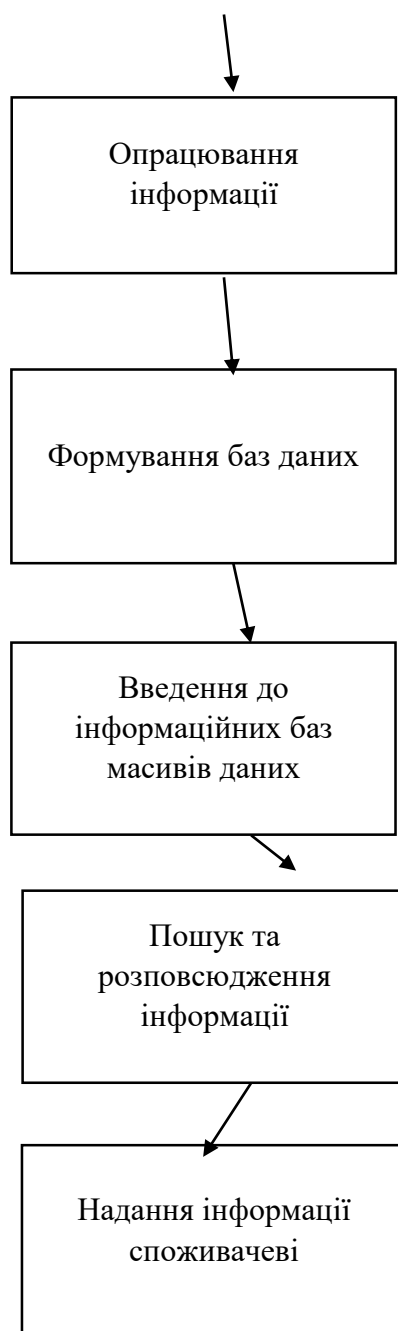 Опрацювання
інформації
Формування баз даних
Введення до
інформаційних баз
масивів даних
Пошук та
розповсюдження
інформації
Надання інформації
споживачеві